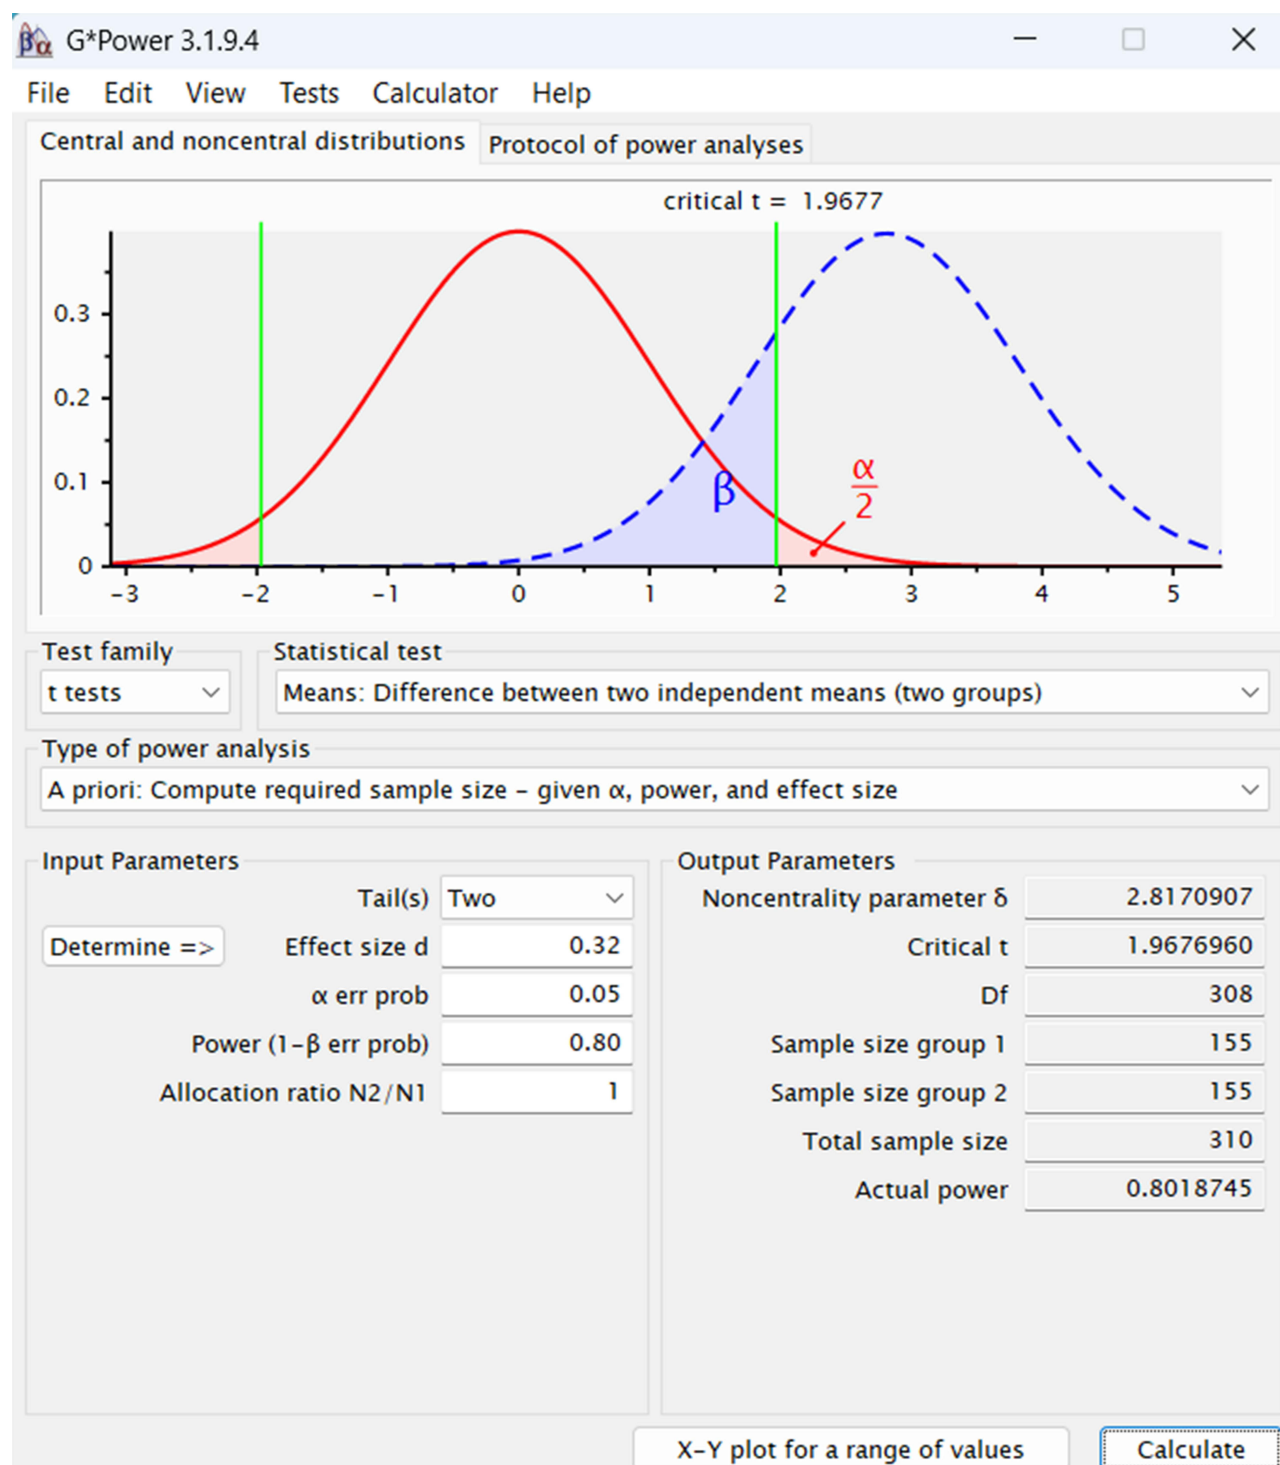 βα G*Power 3.1.9.4
File Edit View Tests Calculator Help
Central and noncentral distributions Protocol of power analyses
critical t = 1.9677
0.3
0.2
α
0.1 β 2
0
-3 -2 -1 0 1 2 3 4 5
Test family Statistical test
t tests Means: Difference between two independent means (two groups)
Type of power analysis
A priori: Compute required sample size - given α, power, and effect size
Input Parameters Output Parameters
Tail(s) Two Noncentrality parameter δ 2.8170907
Determine => Effect size d 0.32 Critical t 1.9676960
α err prob 0.05 Df 308
Power (1-β err prob) 0.80 Sample size group 1 155
Allocation ratio N2/N1 1 Sample size group 2 155
Total sample size 310
Actual power 0.8018745
X-Y plot for a range of values Calculate